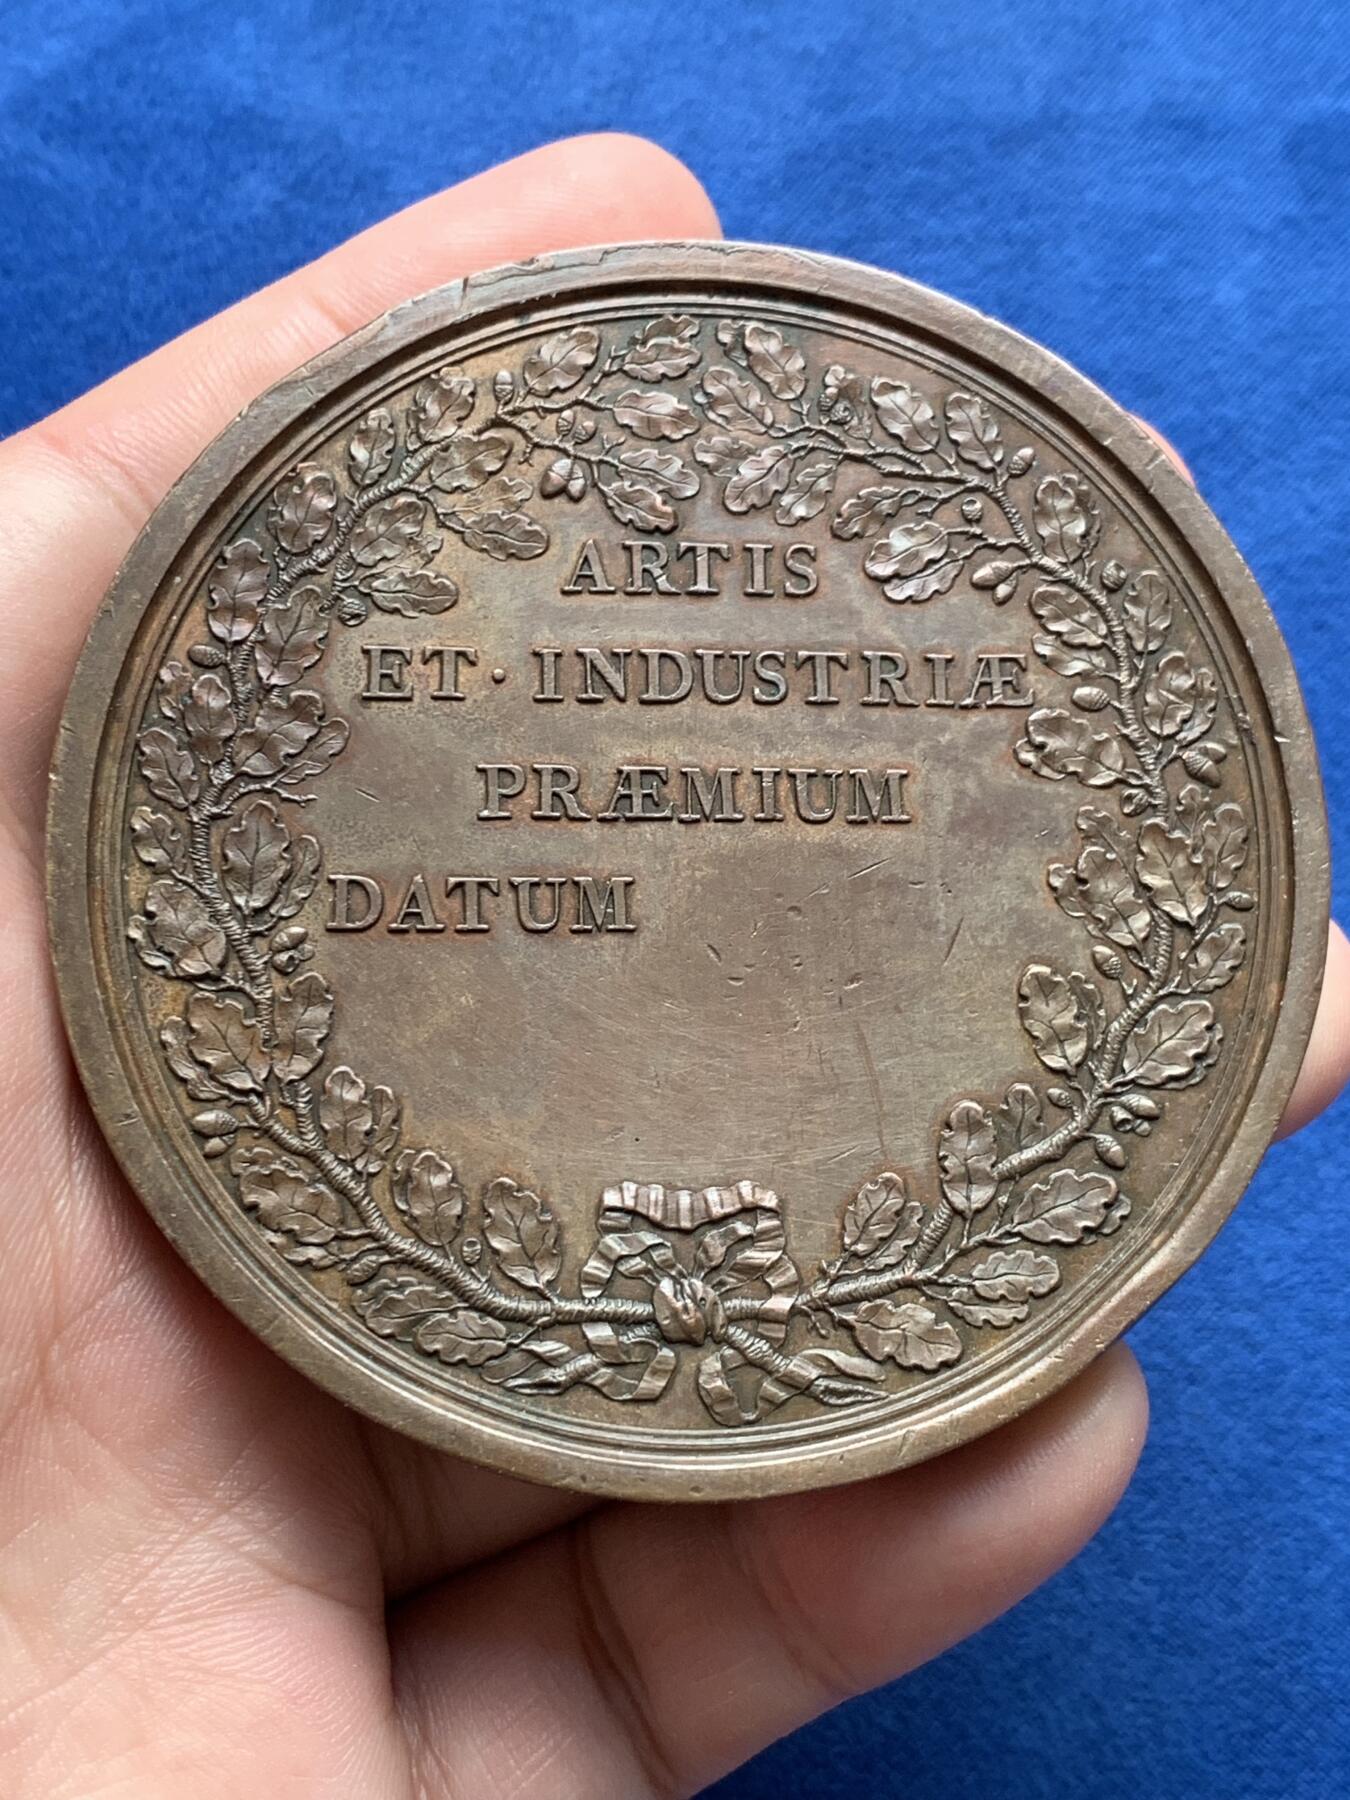 ARTIS
ET · INDUSTRIÆ
PRÆMIUM
DATUM